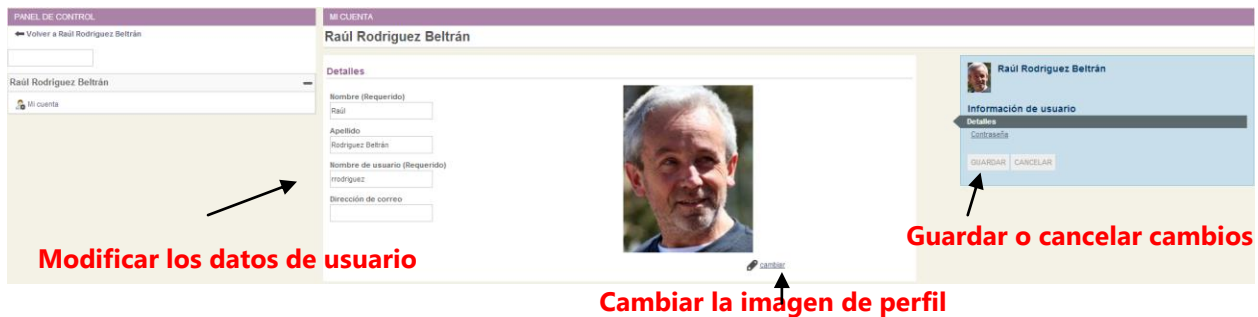 PANEL DE CONTROL
Volver a Raúl Rodriguez Beltrán
Raúl Rodríguez Beltrán
Mi cuenta
MI CUENTA
Raúl Rodriguez Beltrán
Detalles
Nombre (Requerido)
Raúl
Apellido
Rodriguez Beltrán
Nombre de usuario (Requerido)
rrodriguez
Dirección de correo
cambiar
Raúl Rodriguez Beltrán
Información de usuario
Detalles
Contraseña
GUARDAR CANCELAR
Modificar los datos de usuario
Guardar o cancelar cambios
Cambiar la imagen de perfil